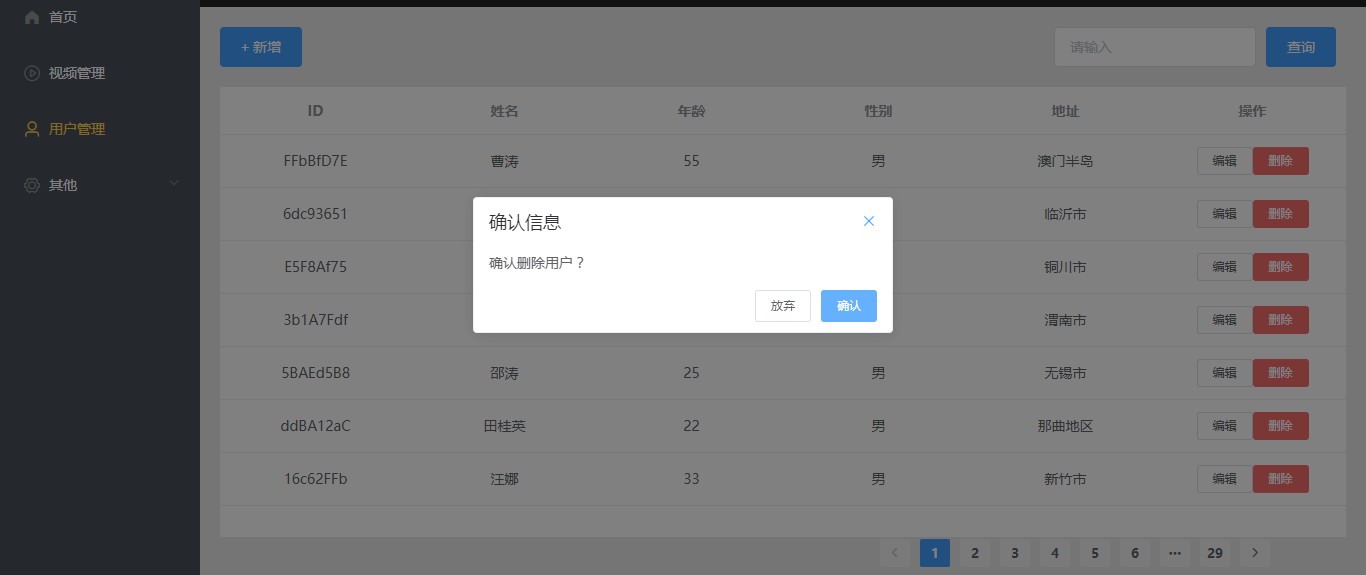 首页
视频管理
用户管理
其他
+ 新增
请输入
查询
ID 姓名 年龄 性别 地址 操作
FFbBfD7E 曹涛 55 男 澳门半岛 编辑 删除
6dc93651 临沂市 编辑 删除
E5F8Af75 铜川市 编辑 删除
3b1A7Fdf 渭南市 编辑 删除
5BAEd5B8 邵涛 25 男 无锡市 编辑 删除
ddBA12aC 田桂英 22 男 那曲地区 编辑 删除
16c62FFb 汪娜 33 男 新竹市 编辑 删除
确认信息
确认删除用户？
放弃 确认
1 2 3 4 5 6 ••• 29